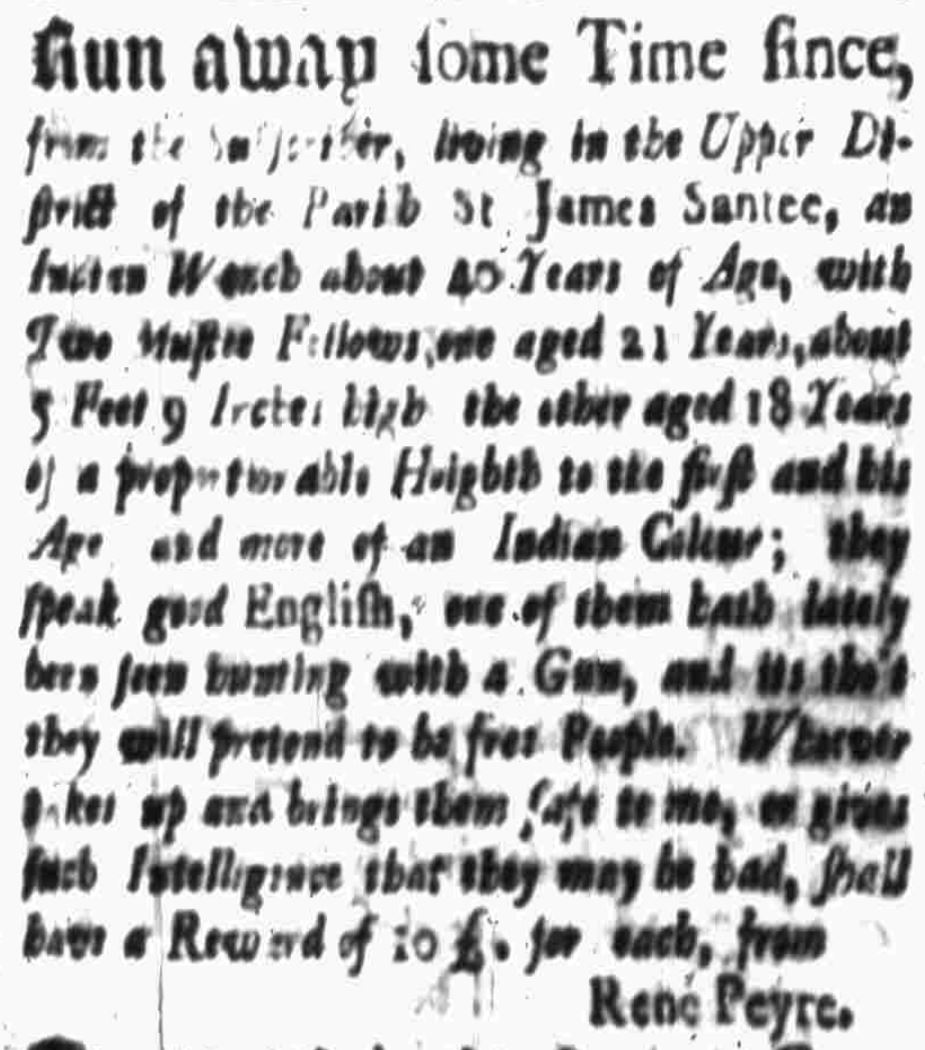 Run away ſome Time ſince,
from the Subſcriber, living in the Upper Di-
ſtrict of the Pariſh St James Santee, an
Indian Wench about 40 Years of Age, with
Two Muſtee Fellows, one aged 21 Years, about
5 Feet 9 Inches high the other aged 18 Years
of a proportionable Heighth to the firſt and his
Age and more of an Indian Colour; they
ſpeak good Engliſh, one of them hath lately
been ſeen hunting with a Gun, and its tho't
they will pretend to be free People. Whoever
takes up and brings them ſafe to me, or gives
ſuch Intelligence that they may be had, ſhall
have a Reward of 10 £. for each, from
René Peyre.